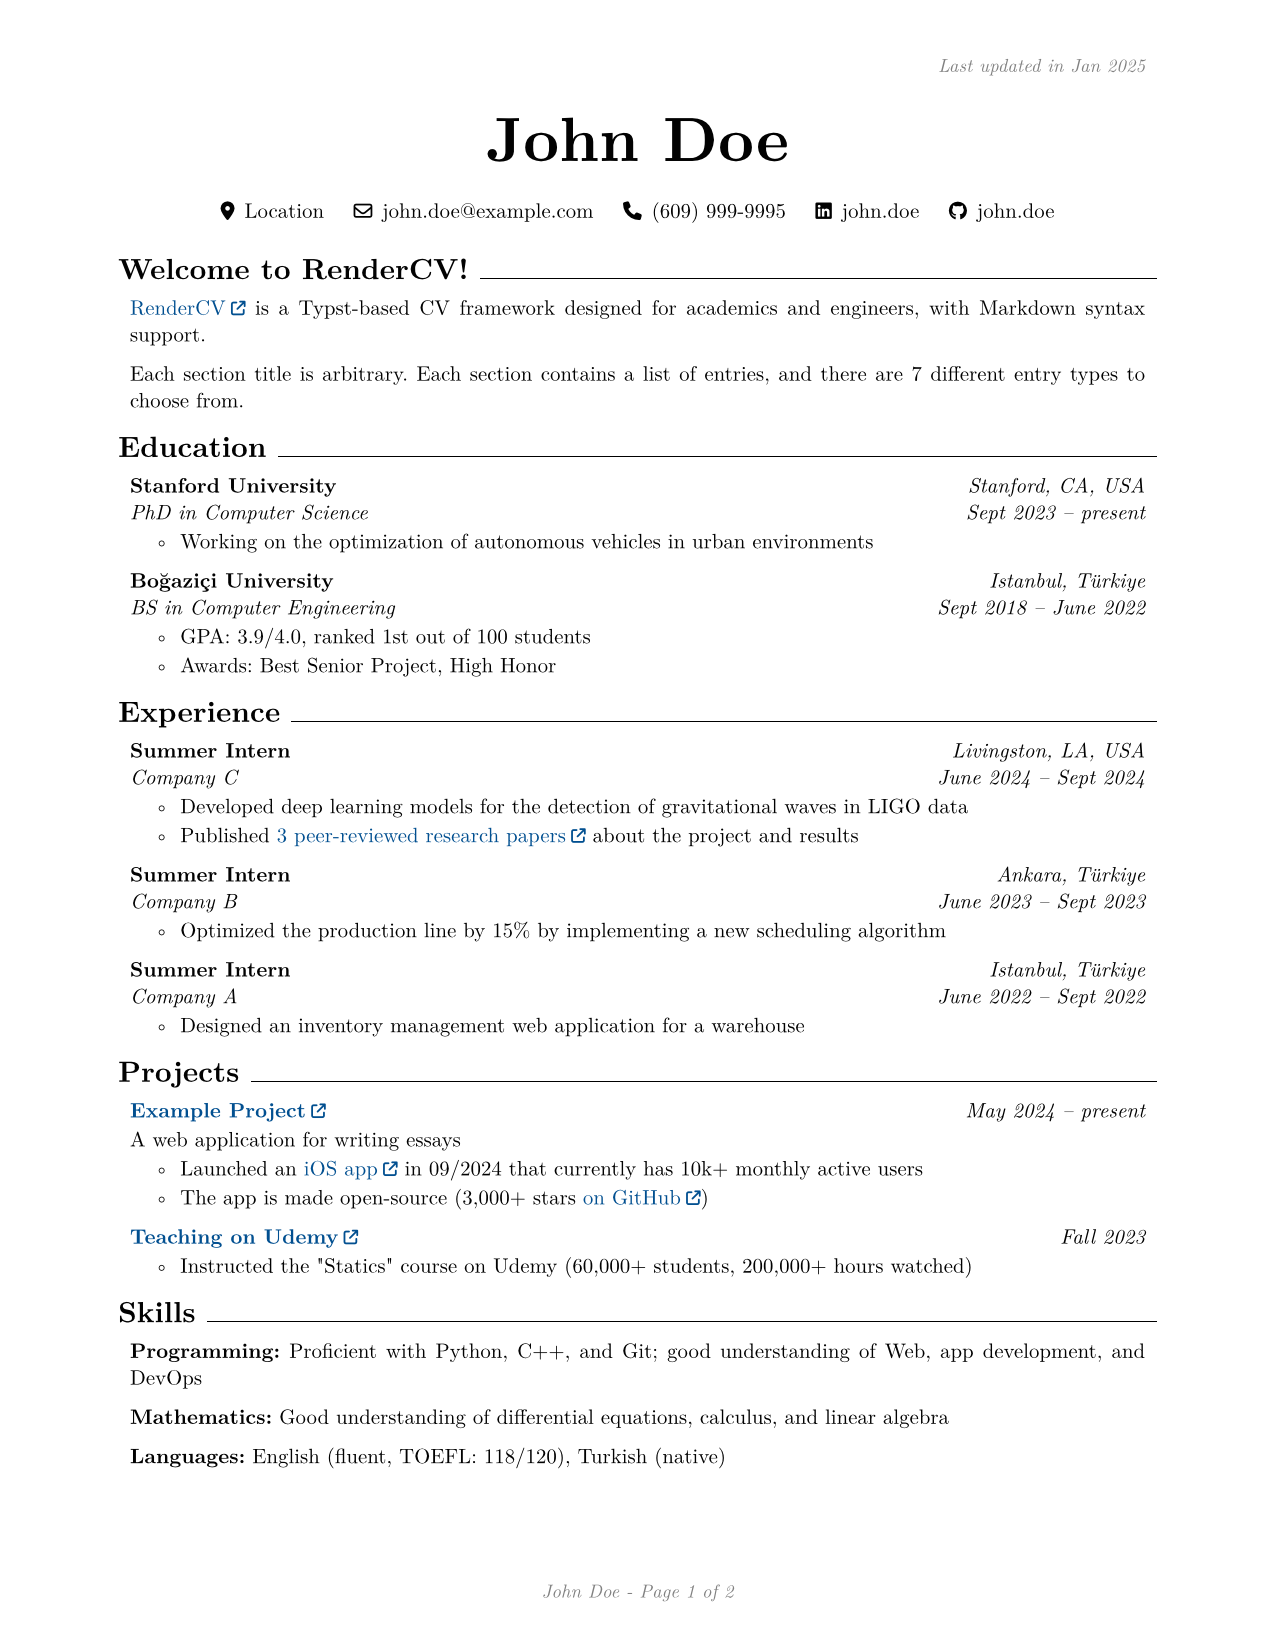 Last updated in Jan 2025
John Doe
Location john.doe@example.com (609) 999-9995 john.doe john.doe
Welcome to RenderCV!
RenderCV is a Typst-based CV framework designed for academics and engineers, with Markdown syntax
support.
Each section title is arbitrary. Each section contains a list of entries, and there are 7 different entry types to
choose from.
Education
Stanford University Stanford, CA, USA
PhD in Computer Science Sept 2023 – present
◦ Working on the optimization of autonomous vehicles in urban environments
Boğaziçi University Istanbul, Türkiye
BS in Computer Engineering Sept 2018 – June 2022
◦ GPA: 3.9/4.0, ranked 1st out of 100 students
◦ Awards: Best Senior Project, High Honor
Experience
Summer Intern Livingston, LA, USA
Company C June 2024 – Sept 2024
◦ Developed deep learning models for the detection of gravitational waves in LIGO data
◦ Published 3 peer-reviewed research papers about the project and results
Summer Intern Ankara, Türkiye
Company B June 2023 – Sept 2023
◦ Optimized the production line by 15% by implementing a new scheduling algorithm
Summer Intern Istanbul, Türkiye
Company A June 2022 – Sept 2022
◦ Designed an inventory management web application for a warehouse
Projects
Example Project May 2024 – present
A web application for writing essays
◦ Launched an iOS app in 09/2024 that currently has 10k+ monthly active users
◦ The app is made open-source (3,000+ stars on GitHub)
Teaching on Udemy Fall 2023
◦ Instructed the "Statics" course on Udemy (60,000+ students, 200,000+ hours watched)
Skills
Programming: Proficient with Python, C++, and Git; good understanding of Web, app development, and
DevOps
Mathematics: Good understanding of differential equations, calculus, and linear algebra
Languages: English (fluent, TOEFL: 118/120), Turkish (native)
John Doe - Page 1 of 2